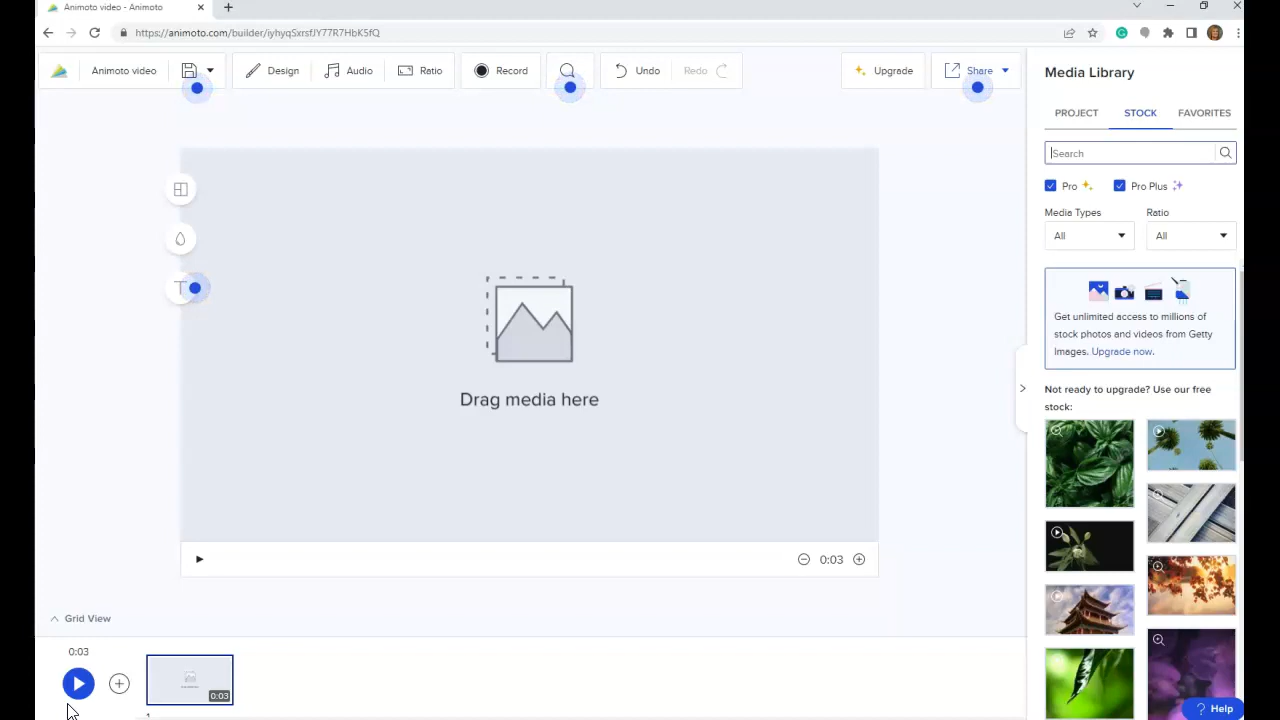 Animoto video - Animoto
https://animoto.com/builder/iyhyqSxrsfJY77R7HbK5fQ
Animoto video
Design
Audio
Ratio
Record
Undo
Redo
Upgrade
Share
Media Library
PROJECT
STOCK
FAVORITES
Search
Pro
Pro Plus
Media Types
Ratio
All
All
Get unlimited access to millions of
stock photos and videos from Getty
Images. Upgrade now.
Not ready to upgrade? Use our free
stock:
T
Drag media here
0:03
Grid View
0:03
0:03
1
? Help